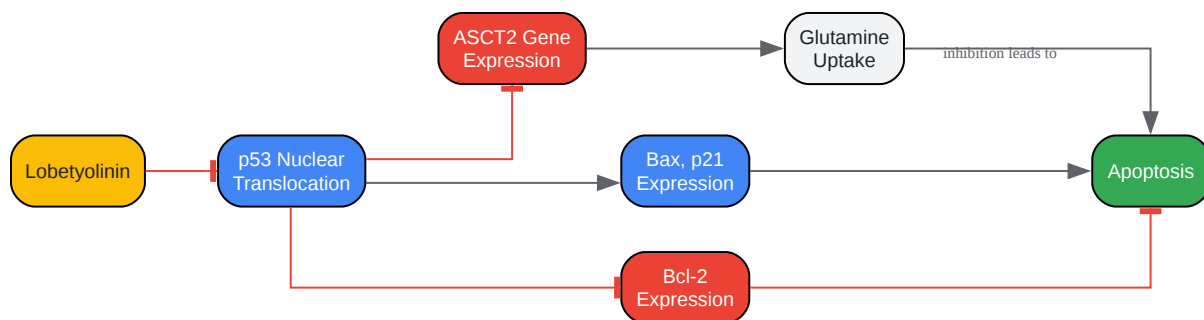 ASCT2 Gene
Expression
Glutamine
Uptake
inhibition leads to
Lobetyolinin
p53 Nuclear
Translocation
Bax, p21
Expression
Apoptosis
Bcl-2
Expression